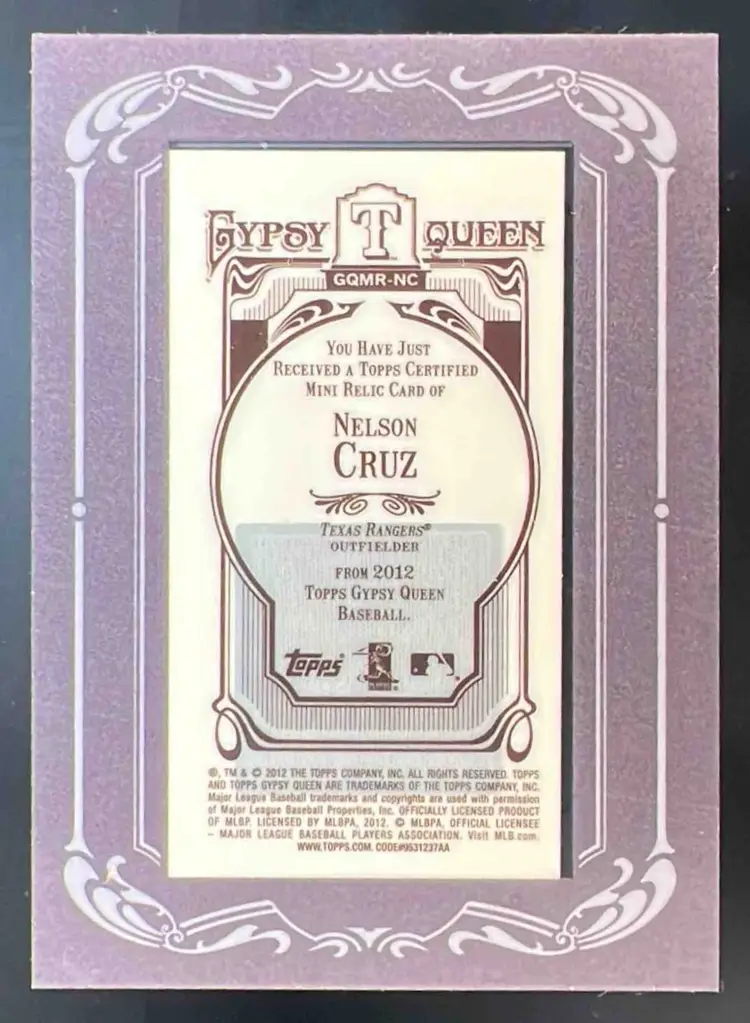 GYPSY T QUEEN
GQMR-NC
YOU HAVE JUST
RECEIVED A TOPPS CERTIFIED
MINI RELIC CARD OF
NELSON
CRUZ
TEXAS RANGERS®
OUTFIELDER
FROM 2012
TOPPS GYPSY QUEEN
BASEBALL.
Topps®
®, TM & © 2012 THE TOPPS COMPANY, INC. ALL RIGHTS RESERVED. TOPPS
AND TOPPS GYPSY QUEEN ARE TRADEMARKS OF THE TOPPS COMPANY, INC.
Major League Baseball trademarks and copyrights are used with permission
of Major League Baseball Properties, Inc. OFFICIALLY LICENSED PRODUCT
OF MLBP. LICENSED BY MLBPA, 2012. © MLBPA, OFFICIAL LICENSEE
– MAJOR LEAGUE BASEBALL PLAYERS ASSOCIATION. Visit MLB.com.
WWW.TOPPS.COM. CODE#9531237AA